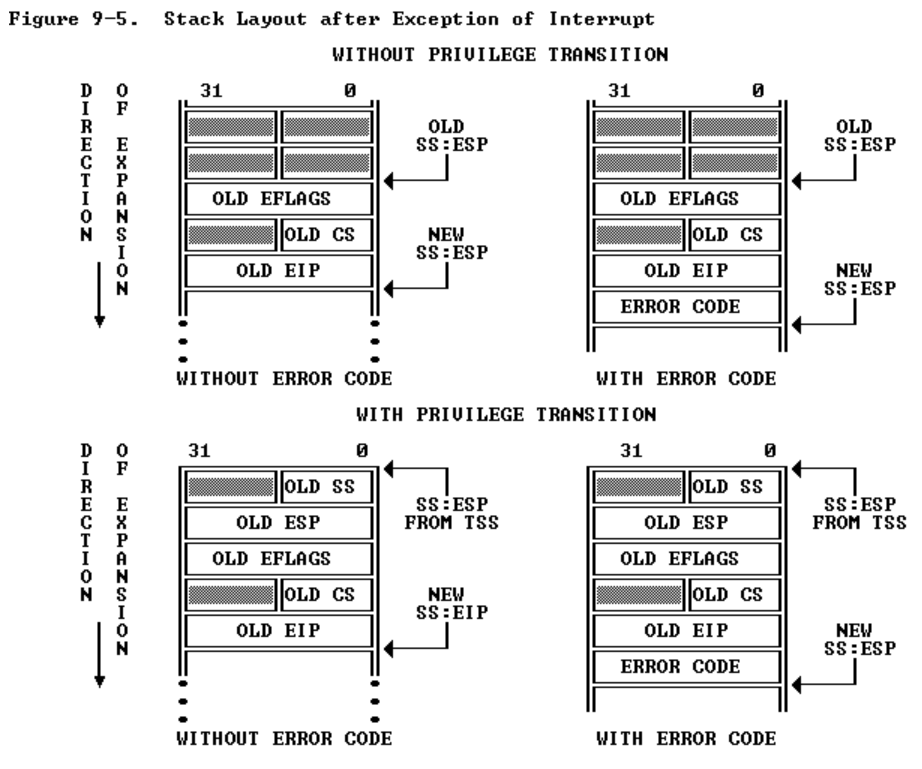 Figure 9-5.  Stack Layout after Exception of Interrupt
WITHOUT PRIVILEGE TRANSITION
DIRECTION
OF EXPANSION
31 0
OLD EFLAGS
OLD CS
OLD EIP
OLD
SS:ESP
NEW
SS:ESP
WITHOUT ERROR CODE
31 0
OLD EFLAGS
OLD CS
OLD EIP
ERROR CODE
OLD
SS:ESP
NEW
SS:ESP
WITH ERROR CODE
WITH PRIVILEGE TRANSITION
DIRECTION
OF EXPANSION
31 0
OLD SS
OLD ESP
OLD EFLAGS
OLD CS
OLD EIP
SS:ESP
FROM TSS
NEW
SS:EIP
WITHOUT ERROR CODE
31 0
OLD SS
OLD ESP
OLD EFLAGS
OLD CS
OLD EIP
ERROR CODE
SS:ESP
FROM TSS
NEW
SS:ESP
WITH ERROR CODE